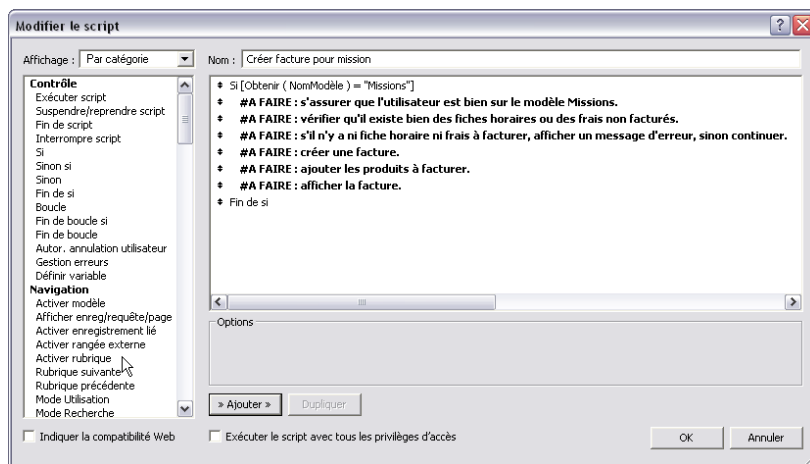 Modifier le script
Affichage : Par catégorie
Nom : Créer facture pour mission
Contrôle
Exécuter script
Suspendre/reprendre script
Fin de script
Interrompre script
Si
Sinon si
Sinon
Fin de si
Boucle
Fin de boucle si
Fin de boucle
Autor. annulation utilisateur
Gestion erreurs
Définir variable
Navigation
Activer modèle
Afficher enreg/requête/page
Activer enregistrement lié
Activer rangée externe
Activer rubrique
Rubrique suivante
Rubrique précédente
Mode Utilisation
Mode Recherche
Si [Obtenir ( NomModèle ) = "Missions"]
#A FAIRE : s'assurer que l'utilisateur est bien sur le modèle Missions.
#A FAIRE : vérifier qu'il existe bien des fiches horaires ou des frais non facturés.
#A FAIRE : s'il n'y a ni fiche horaire ni frais à facturer, afficher un message d'erreur, sinon continuer.
#A FAIRE : créer une facture.
#A FAIRE : ajouter les produits à facturer.
#A FAIRE : afficher la facture.
Fin de si
Options
» Ajouter »
Dupliquer
Indiquer la compatibilité Web
Exécuter le script avec tous les privilèges d'accès
OK
Annuler